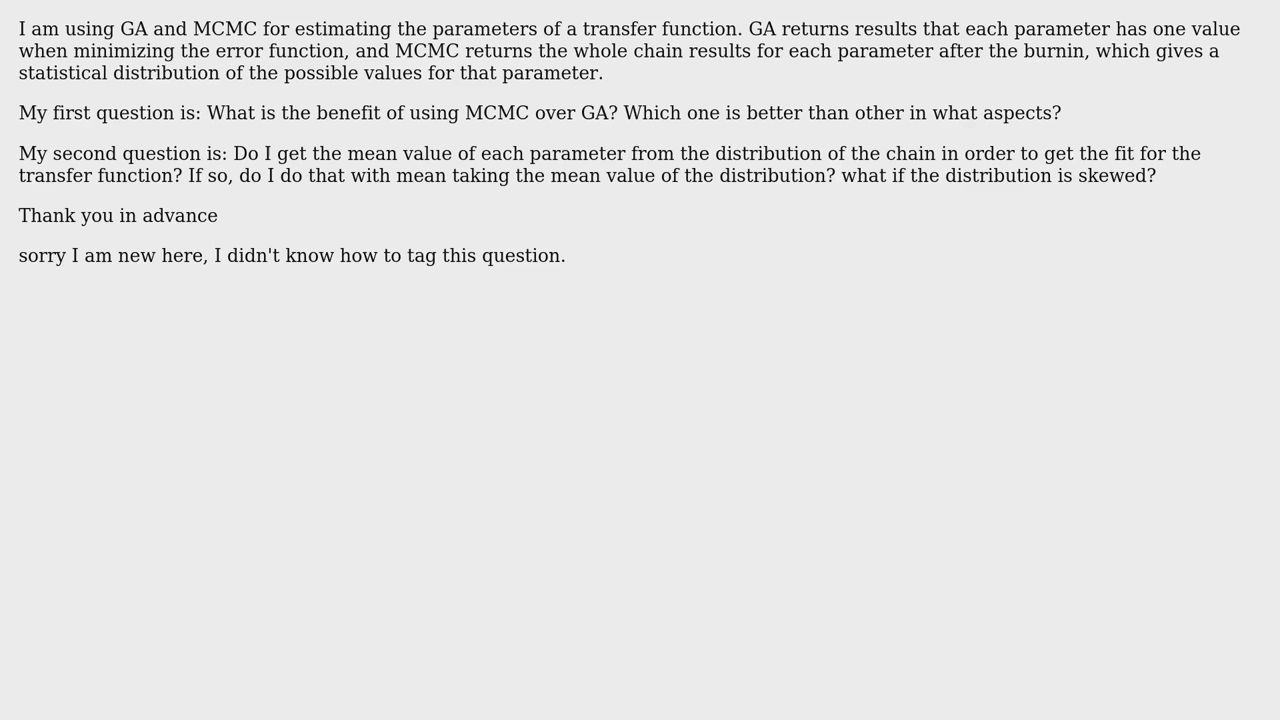 I am using GA and MCMC for estimating the parameters of a transfer function. GA returns results that each parameter has one value
when minimizing the error function, and MCMC returns the whole chain results for each parameter after the burnin, which gives a
statistical distribution of the possible values for that parameter.
My first question is: What is the benefit of using MCMC over GA? Which one is better than other in what aspects?
My second question is: Do I get the mean value of each parameter from the distribution of the chain in order to get the fit for the
transfer function? If so, do I do that with mean taking the mean value of the distribution? what if the distribution is skewed?
Thank you in advance
sorry I am new here, I didn't know how to tag this question.